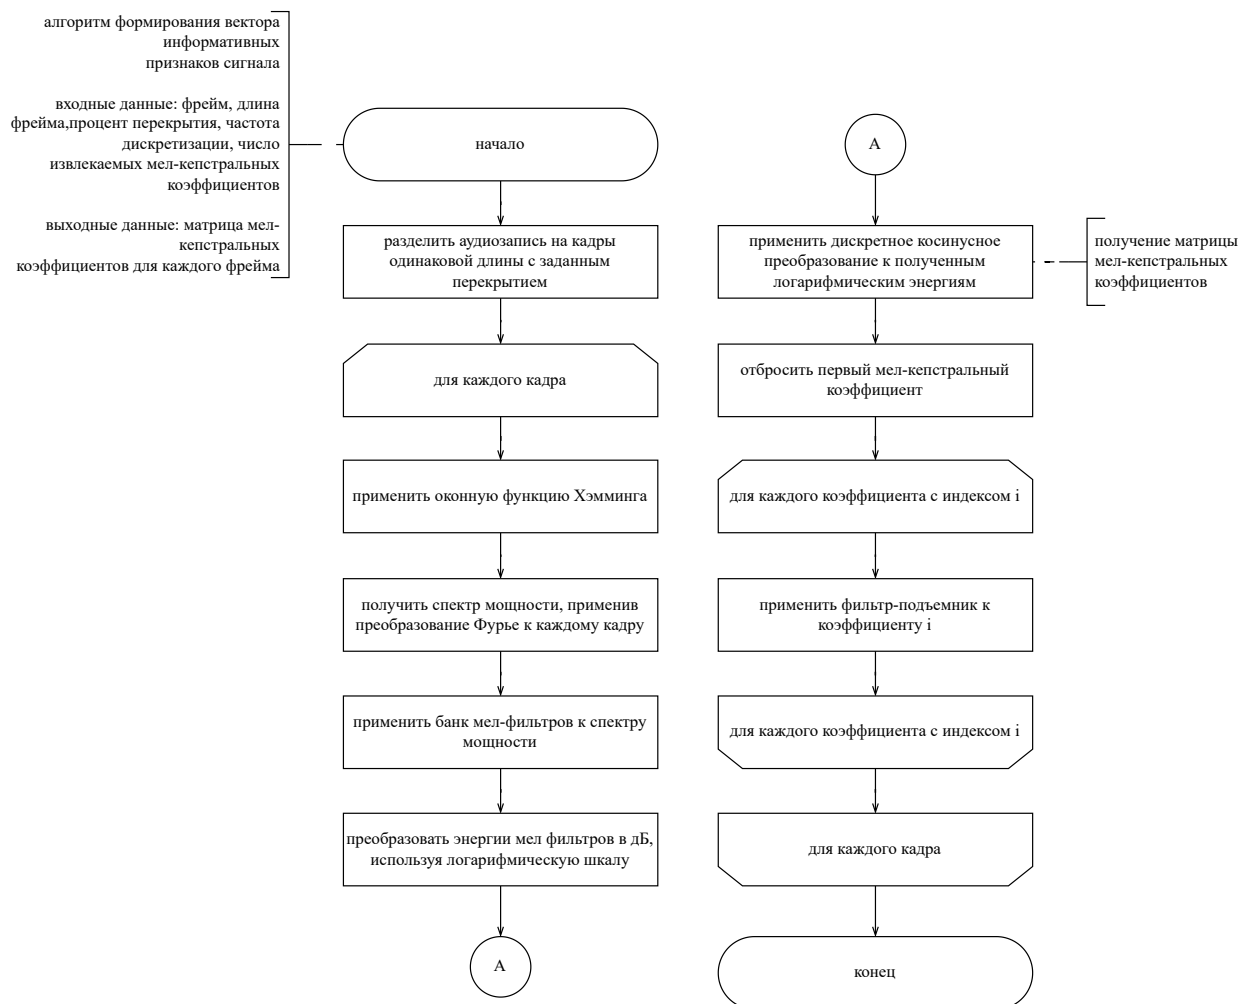 алгоритм формирования вектора
информативных
признаков сигнала
входные данные: фрейм, длина
фрейма,процент перекрытия, частота
дискретизации, число
извлекаемых мел-кепстральных
коэффициентов
выходные данные: матрица мел-
кепстральных
коэффициентов для каждого фрейма
начало
разделить аудиозапись на кадры
одинаковой длины с заданным
перекрытием
для каждого кадра
применить оконную функцию Хэмминга
получить спектр мощности, применив
преобразование Фурье к каждому кадру
применить банк мел-фильтров к спектру
мощности
преобразовать энергии мел фильтров в дБ,
используя логарифмическую шкалу
А
А
применить дискретное косинусное
преобразование к полученным
логарифмическим энергиям
получение матрицы
мел-кепстральных
коэффициентов
отбросить первый мел-кепстральный
коэффициент
для каждого коэффициента с индексом i
применить фильтр-подъемник к
коэффициенту i
для каждого коэффициента с индексом i
для каждого кадра
конец